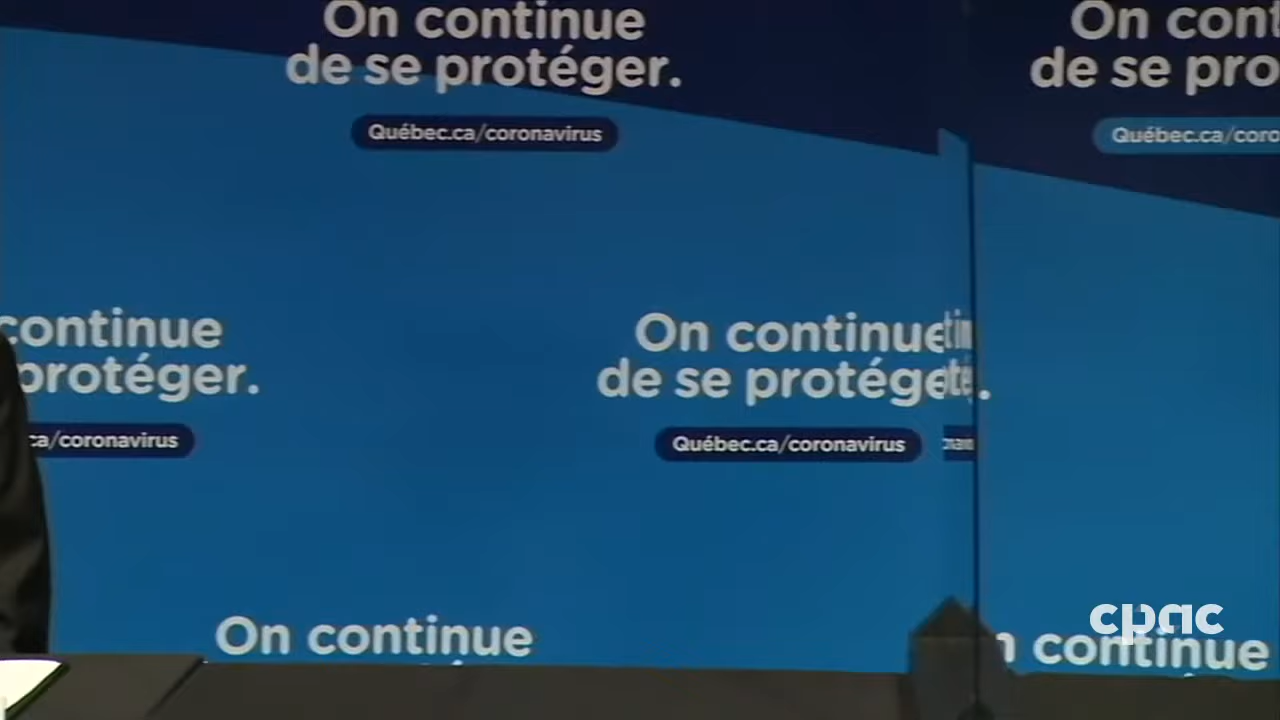 On continue
de se protéger.
Québec.ca/coronavirus
On cont
de se pro
Québec.ca/coro
continue
protéger.
ca/coronavirus
On continue
de se protége
Québec.ca/coronavirus
On continue
continue
cpac